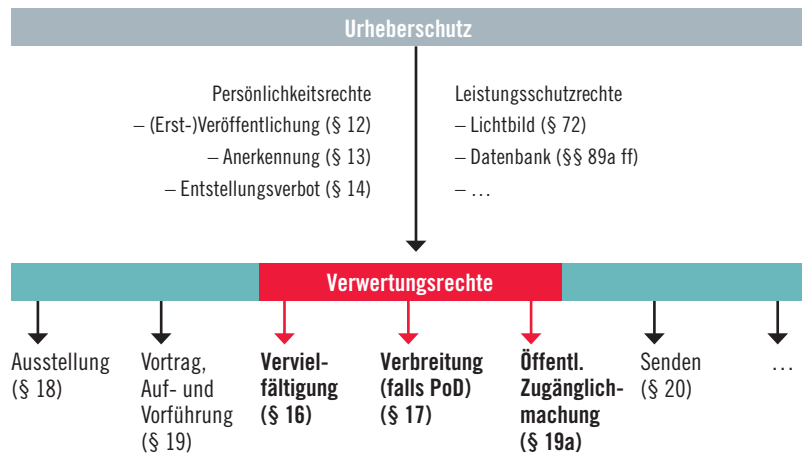 Urheberschutz
Persönlichkeitsrechte
– (Erst-)Veröffentlichung (§ 12)
– Anerkennung (§ 13)
– Entstellungsverbot (§ 14)
Leistungsschutzrechte
– Lichtbild (§ 72)
– Datenbank (§§ 89a ff)
– …
Verwertungsrechte
Ausstellung
(§ 18)
Vortrag,
Auf- und
Vorführung
(§ 19)
Verviel-
fältigung
(§ 16)
Verbreitung
(falls PoD)
(§ 17)
Öffentl.
Zugänglich-
machung
(§ 19a)
Senden
(§ 20)
…